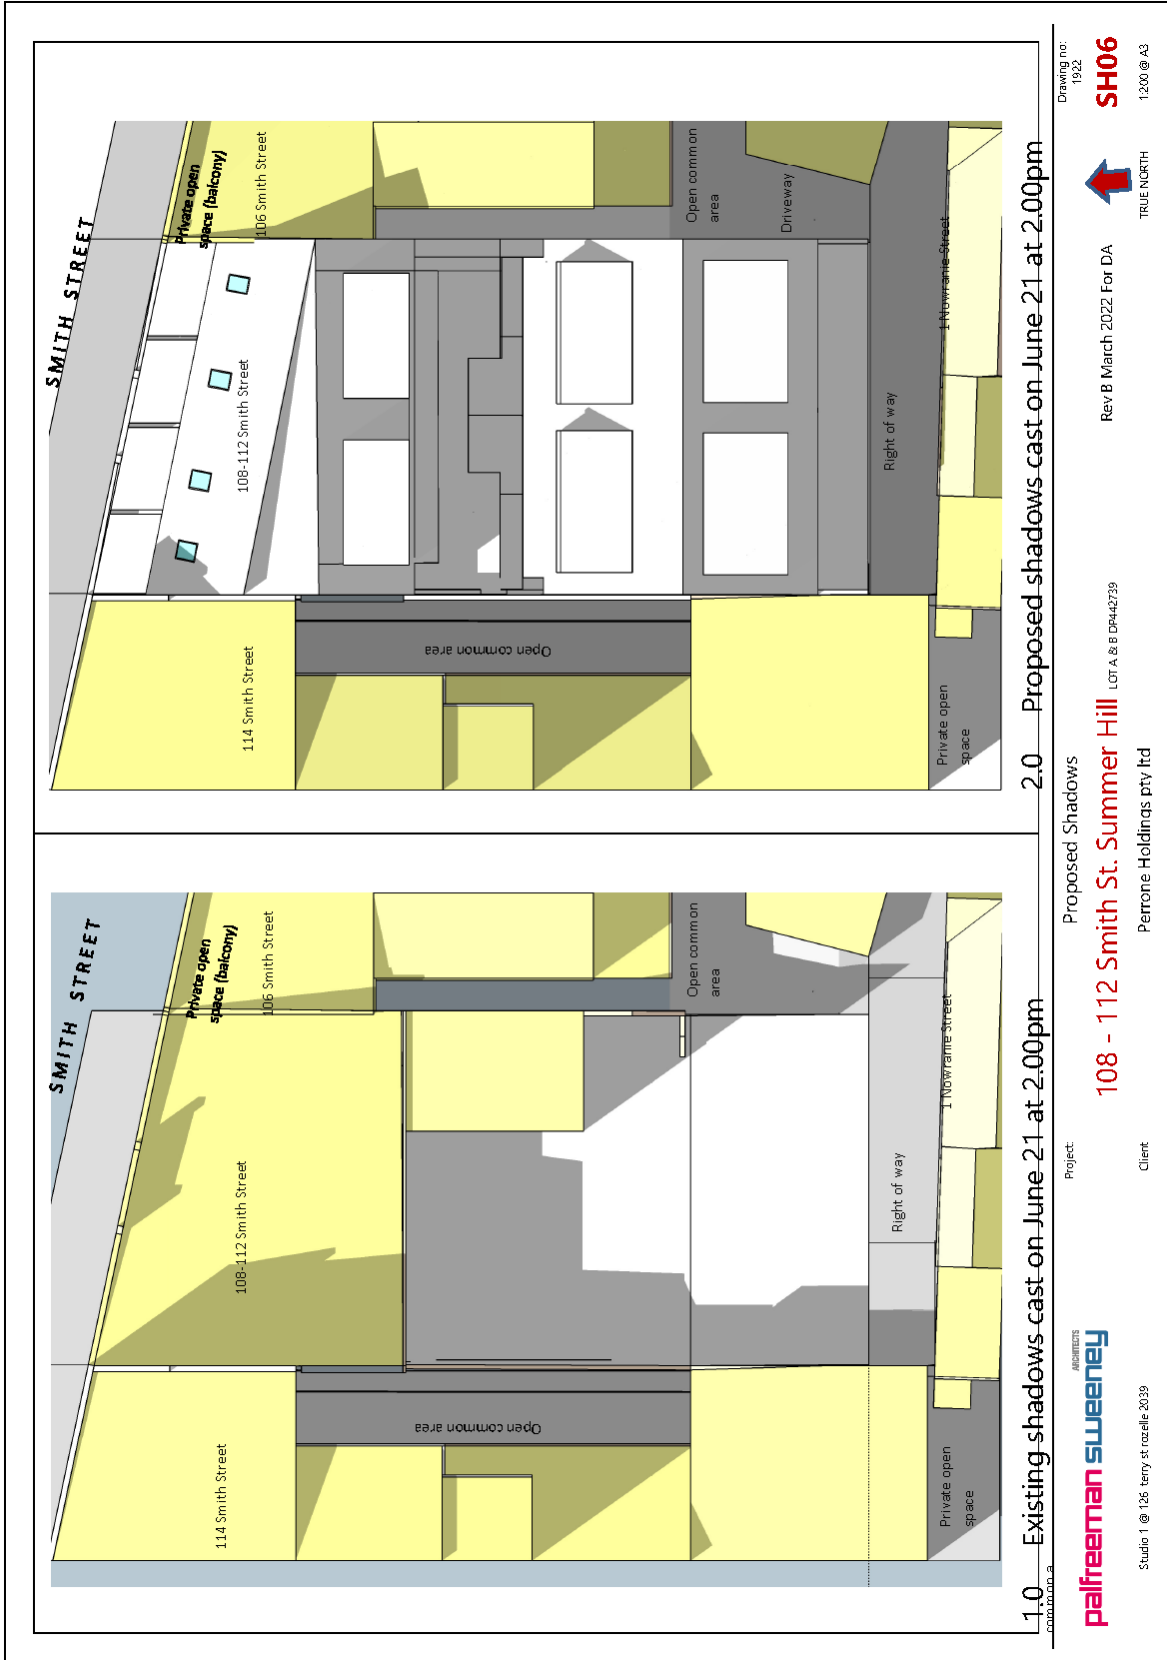 SMITH STREET
Private open
space (balcony)
106 Smith Street
108-112 Smith Street
114 Smith Street
Open common area
Open common
area
Right of way
1 Nowranie Street
Private open
space
1.0 Existing shadows cast on June 21 at 2.00pm
common a
SMITH STREET
Private open
space (balcony)
106 Smith Street
108-112 Smith Street
114 Smith Street
Open common area
Open common
area
Driveway
Right of way
1 Nowranie Street
Private open
space
2.0 Proposed shadows cast on June 21 at 2.00pm
palfreeman sweeney
ARCHITECTS
Studio 1 @ 126 terry st rozelle 2039
Project:
Proposed Shadows
108 - 112 Smith St. Summer Hill LOT A & B DP442739
Client
Perrone Holdings pty ltd
Rev B March 2022 For DA
TRUE NORTH
Drawing no:
1922
SH06
1:200 @ A3